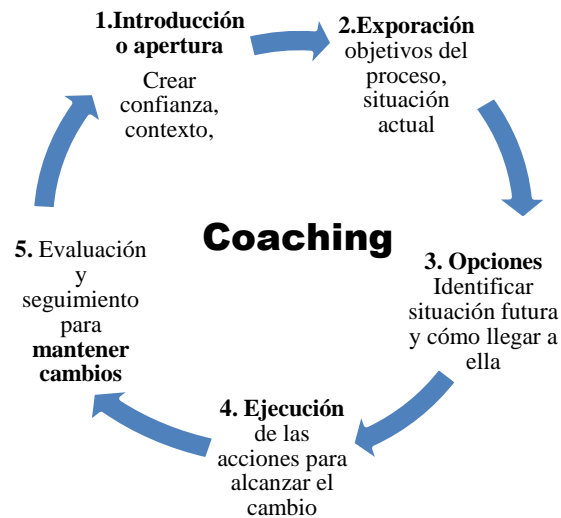 1.Introducción
o apertura
Crear
confianza,
contexto,
2.Exporación
objetivos del
proceso,
situación
actual
Coaching
3. Opciones
Identificar
situación futura
y cómo llegar a
ella
4. Ejecución
de las
acciones para
alcanzar el
cambio
5. Evaluación
y
seguimiento
para
mantener
cambios